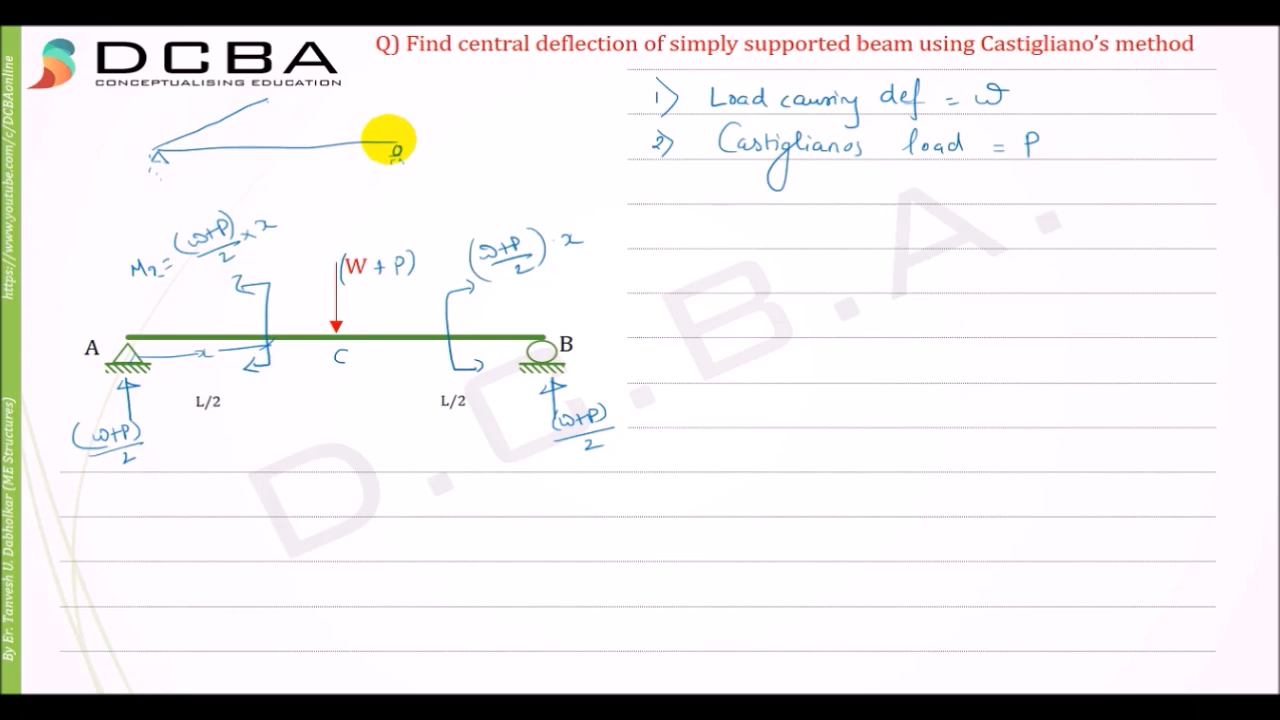 DCBA
CONCEPTUALISING EDUCATION
Q) Find central deflection of simply supported beam using Castigliano's method
1) Load causing def = W
2) Castiglianos load = P
Mx = (W+P)/2 × x
(W + P)
(W+P/2) . x
A
x
C
B
L/2
L/2
(W+P)/2
(W+P)/2
D.C.B.A.
https://www.youtube.com/c/DCBAonline
By Er. Tanvesh U. Dabholkar (ME Structures)